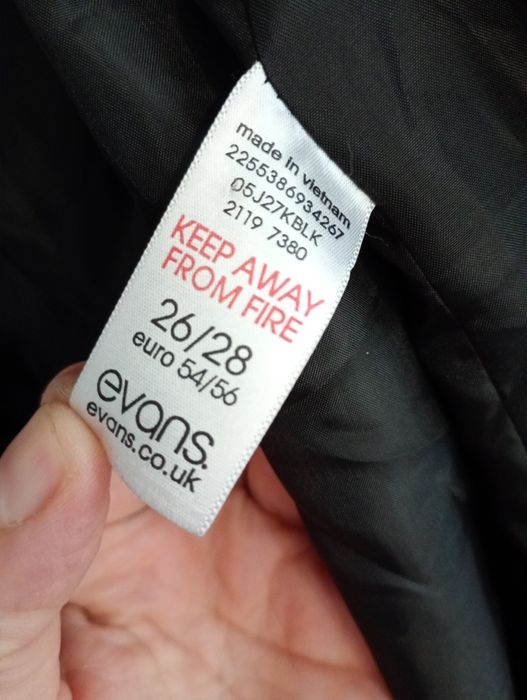 made in vietnam
2255386934267
05J27KBLK
2119 7380
KEEP AWAY
FROM FIRE
26/28
euro 54/56
evans.
evans.co.uk